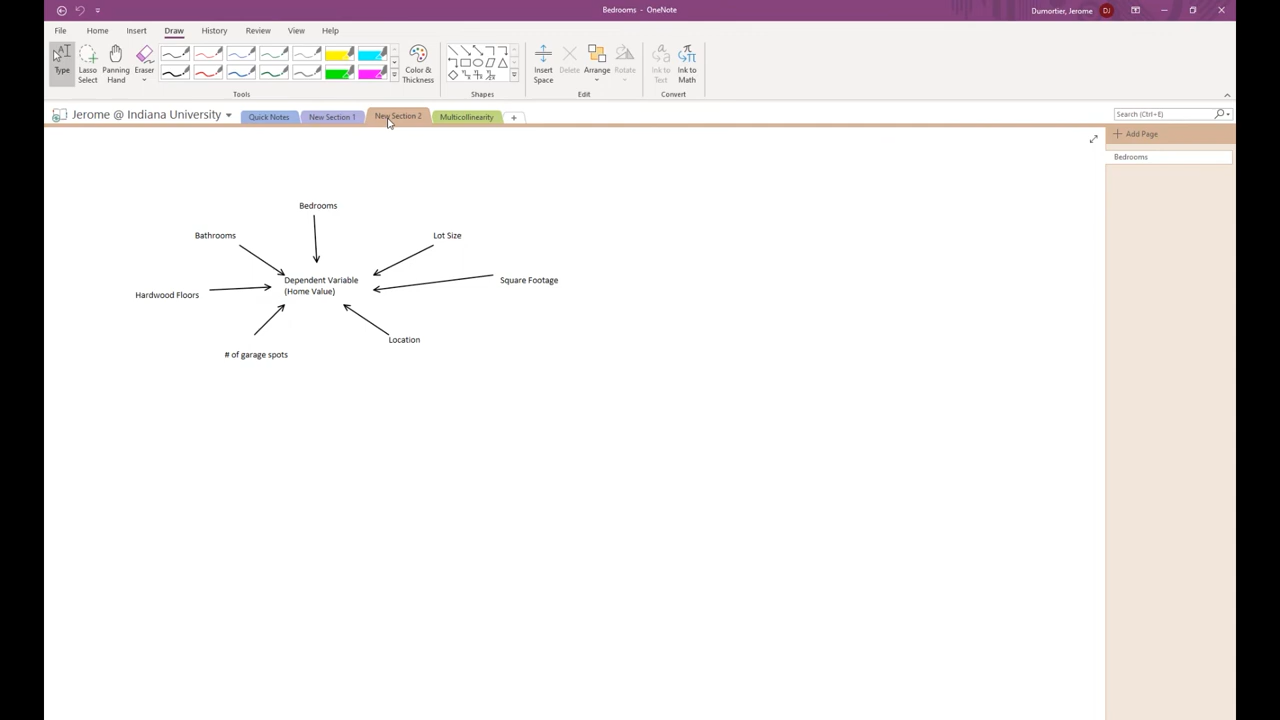 Bedrooms - OneNote
Dumortier, Jerome
DJ
File
Home
Insert
Draw
History
Review
View
Help
Type
Lasso
Select
Panning
Hand
Eraser
Color &
Thickness
Insert
Space
Delete
Arrange
Rotate
Ink to
Text
Ink to
Math
Tools
Shapes
Edit
Convert
Jerome @ Indiana University
Quick Notes
New Section 1
New Section 2
Multicollinearity
Search (Ctrl+E)
Add Page
Bedrooms
Bedrooms
Bathrooms
Lot Size
Dependent Variable
(Home Value)
Square Footage
Hardwood Floors
Location
# of garage spots